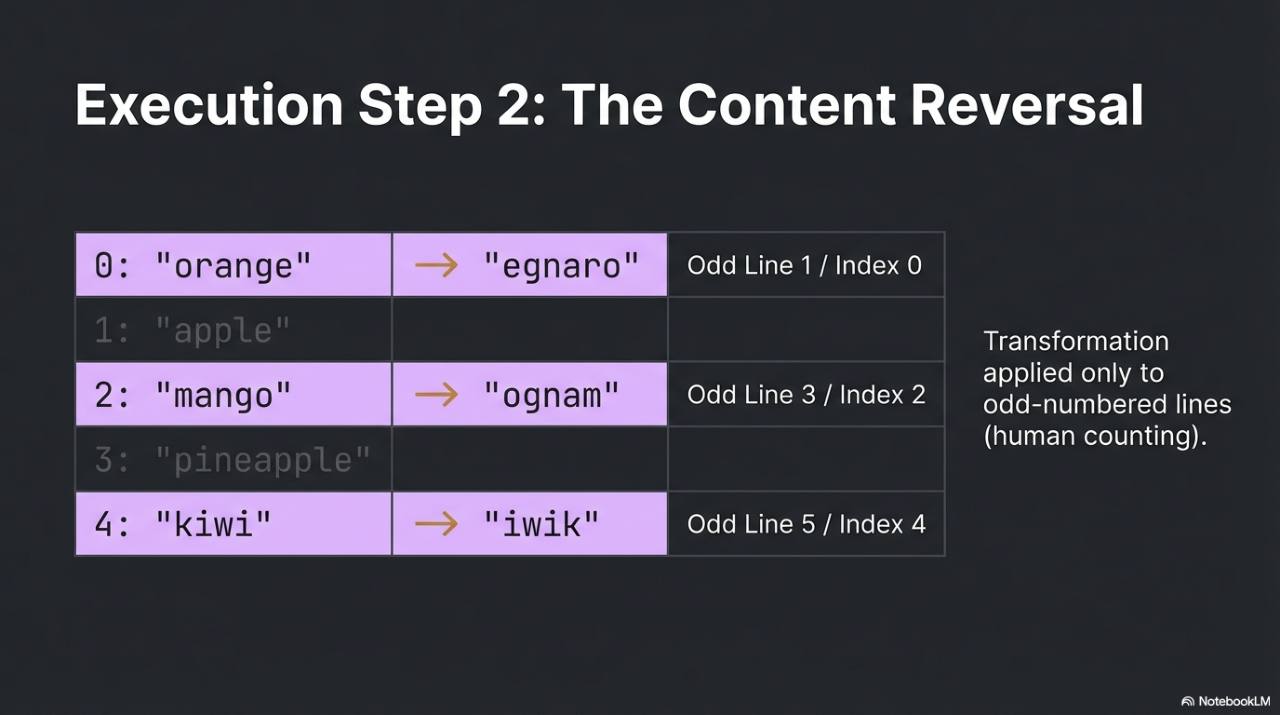 Execution Step 2: The Content Reversal
0: "orange" → "egnaro" Odd Line 1 / Index 0
1: "apple"
2: "mango" → "ognam" Odd Line 3 / Index 2
3: "pineapple"
4: "kiwi" → "iwik" Odd Line 5 / Index 4
Transformation
applied only to
odd-numbered lines
(human counting).
NotebookLM